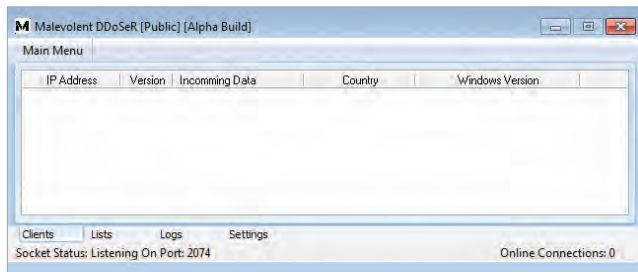 M Malevolent DDoSeR [Public] [Alpha Build]
Main Menu
IP Address Version Incomming Data Country Windows Version
Clients Lists Logs Settings
Socket Status: Listening On Port: 2074 Online Connections: 0